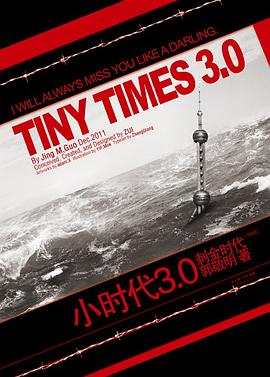 I WILL ALWAYS MISS YOU LIKE A DARLING.
TINY TIMES 3.0
By Jing M.Guo Dec.2011
Conceived, Created, and Designed by ZUI
小时代3.0
刺金时代
郭敬明 著